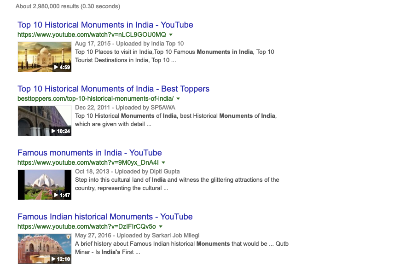 About 2,980,000 results (0.30 seconds)
Top 10 Historical Monuments in India - YouTube
https://www.youtube.com/watch?v=nLCL9GOU0MQ
Aug 17, 2015 - Uploaded by India Top 10
Top 10 Places to visit in India.Top 10 Famous Monuments in India, Top 10
4:59
Tourist Destinations in India, Top 10 ...
Top 10 Historical Monuments of India - Best Toppers
besttoppers.com/top-10-historical-monuments-of-india/
Dec 22, 2011 - Uploaded by SP5AWA
Top 10 Historical Monuments of India, best Historical Monuments of India,
which are given with detail ...
10:24
Famous monuments in India - YouTube
https://www.youtube.com/watch?v=9M0yx_DnA4I
Oct 18, 2013 - Uploaded by Dipti Gupta
Step into this cultural land of India and witness the glittering attractions of the
country, representing the cultural ...
1:47
Famous Indian historical Monuments - YouTube
https://www.youtube.com/watch?v=DzIFlrCQv5o
May 27, 2016 - Uploaded by Sarkari Job Milegi
A brief history about Famous Indian historical Monuments that would be ... Qutb
Minar - Is India's First ...
12:10